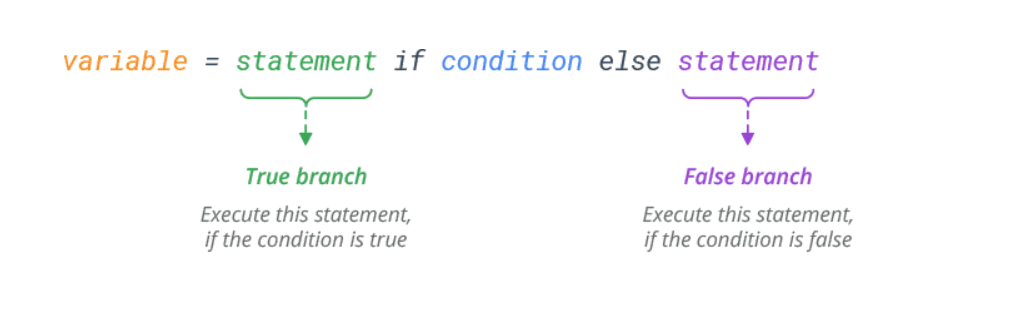 variable = statement if condition else statement
True branch
Execute this statement,
if the condition is true
False branch
Execute this statement,
if the condition is false